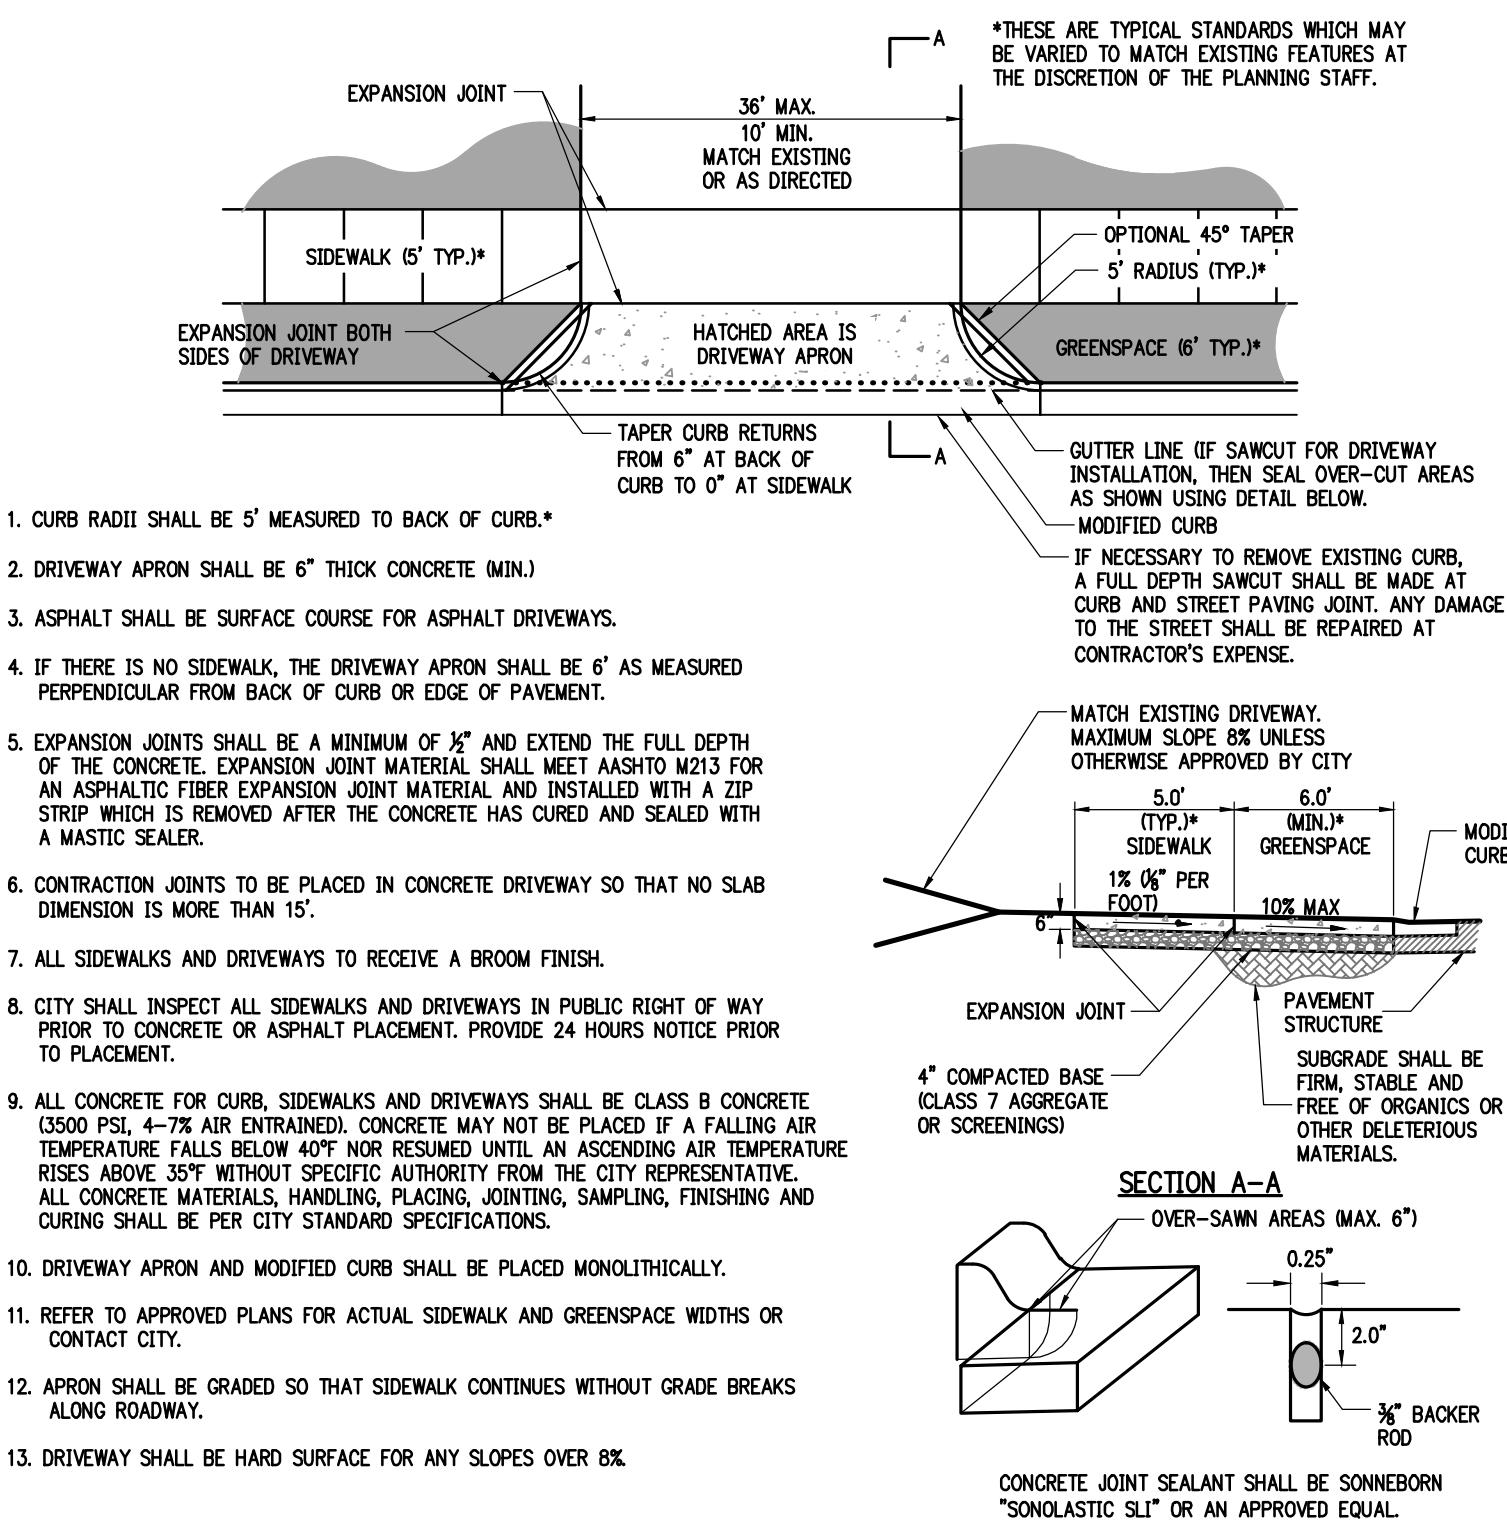 A
*THESE ARE TYPICAL STANDARDS WHICH MAY
BE VARIED TO MATCH EXISTING FEATURES AT
THE DISCRETION OF THE PLANNING STAFF.
EXPANSION JOINT
36' MAX.
10' MIN.
MATCH EXISTING
OR AS DIRECTED
SIDEWALK (5' TYP.)*
OPTIONAL 45° TAPER
5' RADIUS (TYP.)*
EXPANSION JOINT BOTH
SIDES OF DRIVEWAY
HATCHED AREA IS
DRIVEWAY APRON
GREENSPACE (6' TYP.)*
TAPER CURB RETURNS
FROM 6" AT BACK OF
CURB TO 0" AT SIDEWALK
A
GUTTER LINE (IF SAWCUT FOR DRIVEWAY
INSTALLATION, THEN SEAL OVER-CUT AREAS
AS SHOWN USING DETAIL BELOW.
MODIFIED CURB
IF NECESSARY TO REMOVE EXISTING CURB,
A FULL DEPTH SAWCUT SHALL BE MADE AT
CURB AND STREET PAVING JOINT. ANY DAMAGE
TO THE STREET SHALL BE REPAIRED AT
CONTRACTOR'S EXPENSE.
1. CURB RADII SHALL BE 5' MEASURED TO BACK OF CURB.*
2. DRIVEWAY APRON SHALL BE 6" THICK CONCRETE (MIN.)
3. ASPHALT SHALL BE SURFACE COURSE FOR ASPHALT DRIVEWAYS.
4. IF THERE IS NO SIDEWALK, THE DRIVEWAY APRON SHALL BE 6' AS MEASURED
PERPENDICULAR FROM BACK OF CURB OR EDGE OF PAVEMENT.
5. EXPANSION JOINTS SHALL BE A MINIMUM OF ½" AND EXTEND THE FULL DEPTH
OF THE CONCRETE. EXPANSION JOINT MATERIAL SHALL MEET AASHTO M213 FOR
AN ASPHALTIC FIBER EXPANSION JOINT MATERIAL AND INSTALLED WITH A ZIP
STRIP WHICH IS REMOVED AFTER THE CONCRETE HAS CURED AND SEALED WITH
A MASTIC SEALER.
6. CONTRACTION JOINTS TO BE PLACED IN CONCRETE DRIVEWAY SO THAT NO SLAB
DIMENSION IS MORE THAN 15'.
7. ALL SIDEWALKS AND DRIVEWAYS TO RECEIVE A BROOM FINISH.
8. CITY SHALL INSPECT ALL SIDEWALKS AND DRIVEWAYS IN PUBLIC RIGHT OF WAY
PRIOR TO CONCRETE OR ASPHALT PLACEMENT. PROVIDE 24 HOURS NOTICE PRIOR
TO PLACEMENT.
9. ALL CONCRETE FOR CURB, SIDEWALKS AND DRIVEWAYS SHALL BE CLASS B CONCRETE
(3500 PSI, 4-7% AIR ENTRAINED). CONCRETE MAY NOT BE PLACED IF A FALLING AIR
TEMPERATURE FALLS BELOW 40°F NOR RESUMED UNTIL AN ASCENDING AIR TEMPERATURE
RISES ABOVE 35°F WITHOUT SPECIFIC AUTHORITY FROM THE CITY REPRESENTATIVE.
ALL CONCRETE MATERIALS, HANDLING, PLACING, JOINTING, SAMPLING, FINISHING AND
CURING SHALL BE PER CITY STANDARD SPECIFICATIONS.
10. DRIVEWAY APRON AND MODIFIED CURB SHALL BE PLACED MONOLITHICALLY.
11. REFER TO APPROVED PLANS FOR ACTUAL SIDEWALK AND GREENSPACE WIDTHS OR
CONTACT CITY.
12. APRON SHALL BE GRADED SO THAT SIDEWALK CONTINUES WITHOUT GRADE BREAKS
ALONG ROADWAY.
13. DRIVEWAY SHALL BE HARD SURFACE FOR ANY SLOPES OVER 8%.
MATCH EXISTING DRIVEWAY.
MAXIMUM SLOPE 8% UNLESS
OTHERWISE APPROVED BY CITY
5.0'
(TYP.)*
SIDEWALK
6.0'
(MIN.)*
GREENSPACE
MODI
CURB
1% (⅛" PER
FOOT)
10% MAX
6"
EXPANSION JOINT
PAVEMENT
STRUCTURE
4" COMPACTED BASE
(CLASS 7 AGGREGATE
OR SCREENINGS)
SUBGRADE SHALL BE
FIRM, STABLE AND
FREE OF ORGANICS OR
OTHER DELETERIOUS
MATERIALS.
SECTION A-A
OVER-SAWN AREAS (MAX. 6")
0.25"
2.0"
⅜" BACKER
ROD
CONCRETE JOINT SEALANT SHALL BE SONNEBORN
"SONOLASTIC SLI" OR AN APPROVED EQUAL.